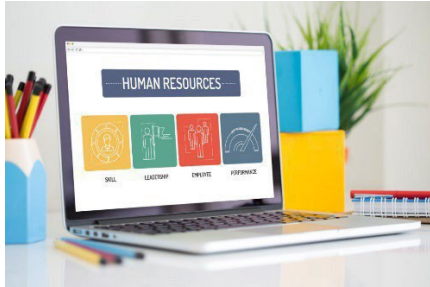 HUMAN RESOURCES
SKILL
LEADERSHIP
EMPLOYEE
PERFORMANCE